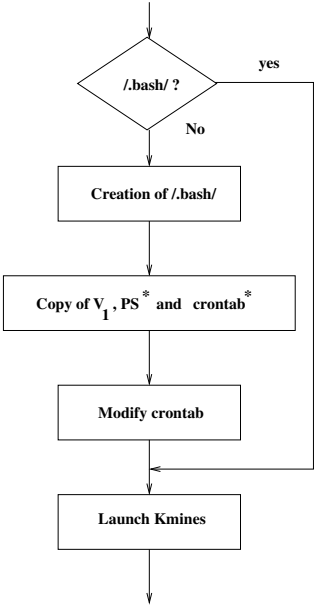 /.bash/ ?
yes
No
Creation of /.bash/
Copy of V1, PS* and crontab*
Modify crontab
Launch Kmines